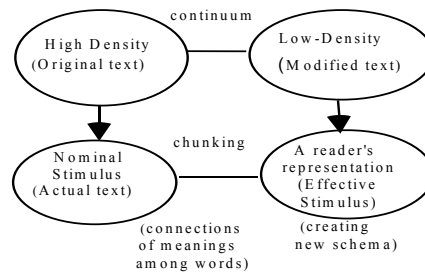 continuum
High Density
(Original text)
Low-Density
(Modified text)
chunking
Nominal
Stimulus
(Actual text)
A reader's
representation
(Effective
Stimulus)
(connections
of meanings
among words)
(creating
new schema)